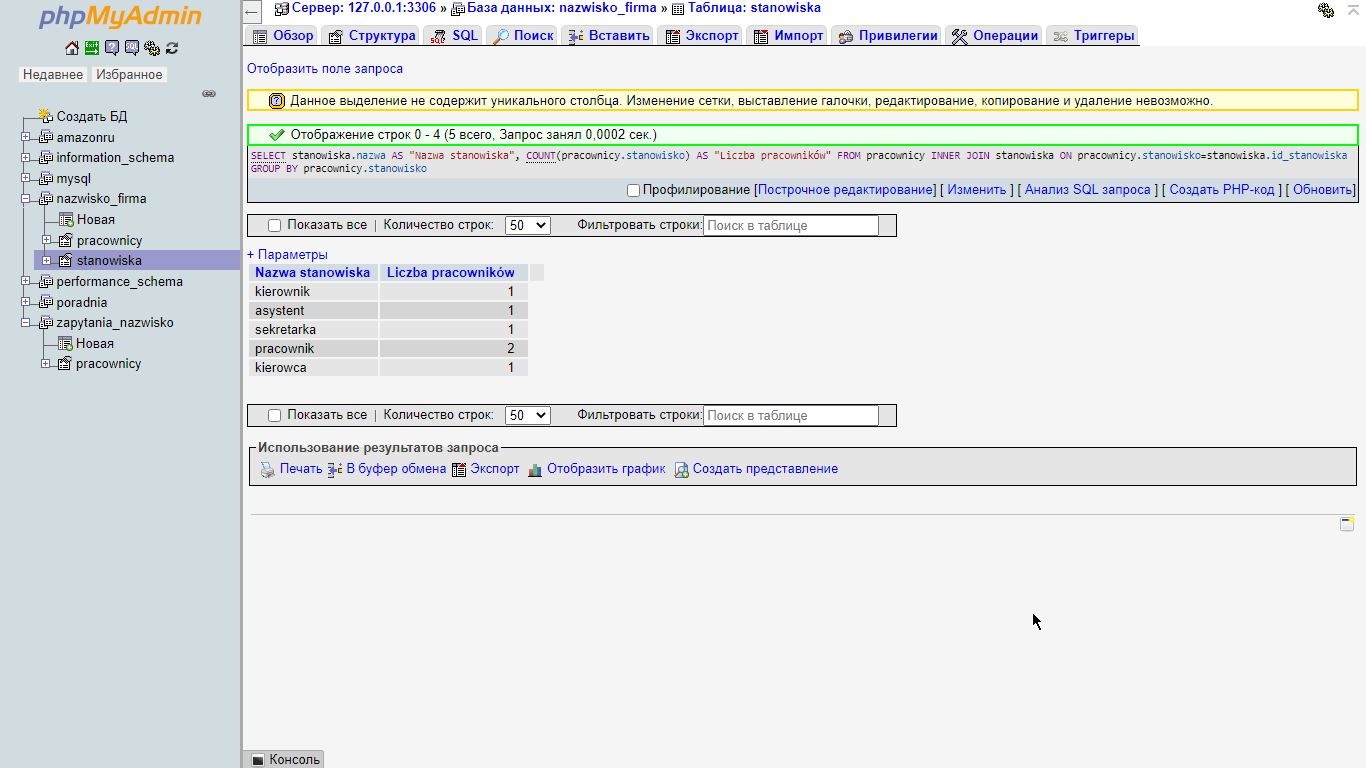 phpMyAdmin
Недавнее Избранное
Создать БД
amazonru
information_schema
mysql
nazwisko_firma
Новая
pracownicy
stanowiska
performance_schema
poradnia
zapytania_nazwisko
Новая
pracownicy
Сервер: 127.0.0.1:3306 » База данных: nazwisko_firma » Таблица: stanowiska
Обзор Структура SQL Поиск Вставить Экспорт Импорт Привилегии Операции Триггеры
Отобразить поле запроса
Данное выделение не содержит уникального столбца. Изменение сетки, выставление галочки, редактирование, копирование и удаление невозможно.
Отображение строк 0 - 4 (5 всего, Запрос занял 0,0002 сек.)
SELECT stanowiska.nazwa AS "Nazwa stanowiska", COUNT(pracownicy.stanowisko) AS "Liczba pracowników" FROM pracownicy INNER JOIN stanowiska ON pracownicy.stanowisko=stanowiska.id_stanowiska
GROUP BY pracownicy.stanowisko
Профилирование [Построчное редактирование] [ Изменить ] [ Анализ SQL запроса ] [ Создать PHP-код ] [ Обновить]
Показать все | Количество строк: 50 Фильтровать строки: Поиск в таблице
+ Параметры
Nazwa stanowiska Liczba pracowników
kierownik 1
asystent 1
sekretarka 1
pracownik 2
kierowca 1
Показать все | Количество строк: 50 Фильтровать строки: Поиск в таблице
Использование результатов запроса
Печать В буфер обмена Экспорт Отобразить график Создать представление
Консоль